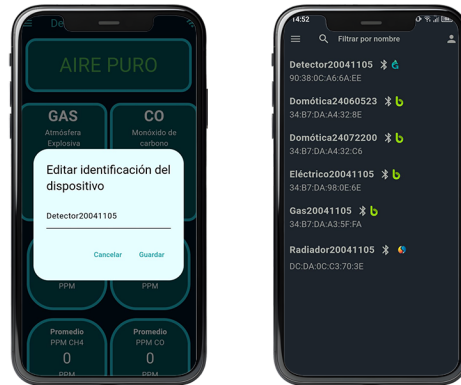 De
AIRE PURO
GAS
Atmósfera
Explosiva
CO
Monóxido de
carbono
Editar identificación del
dispositivo
Detector20041105
Cancelar
Guardar
PPM
PPM
Promedio
PPM CH4
0
PPM
Promedio
PPM CO
0
PPM
14:52
Filtrar por nombre
Detector20041105
90:38:0C:A6:6A:EE
Domótica24060523
34:B7:DA:A4:32:8E
Domótica24072200
34:B7:DA:A4:32:C6
Eléctrico20041105
34:B7:DA:98:0E:6E
Gas20041105
34:B7:DA:A3:5F:FA
Radiador20041105
DC:DA:0C:C3:70:3E